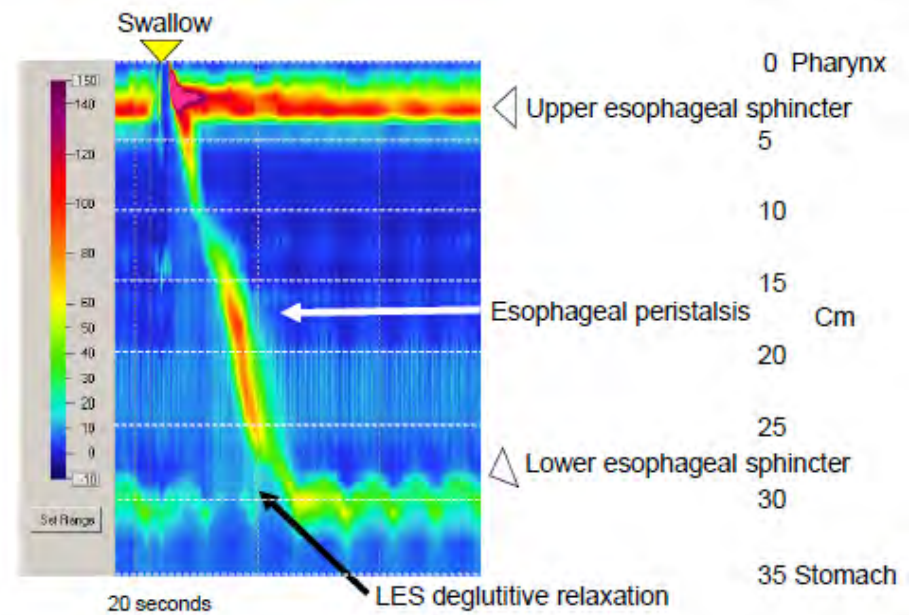 Swallow
150
140
120
100
80
60
50
40
30
20
10
0
-10
Set Range
20 seconds
0 Pharynx
Upper esophageal sphincter
5
10
15
Esophageal peristalsis
Cm
20
25
Lower esophageal sphincter
30
35 Stomach
LES deglutitive relaxation